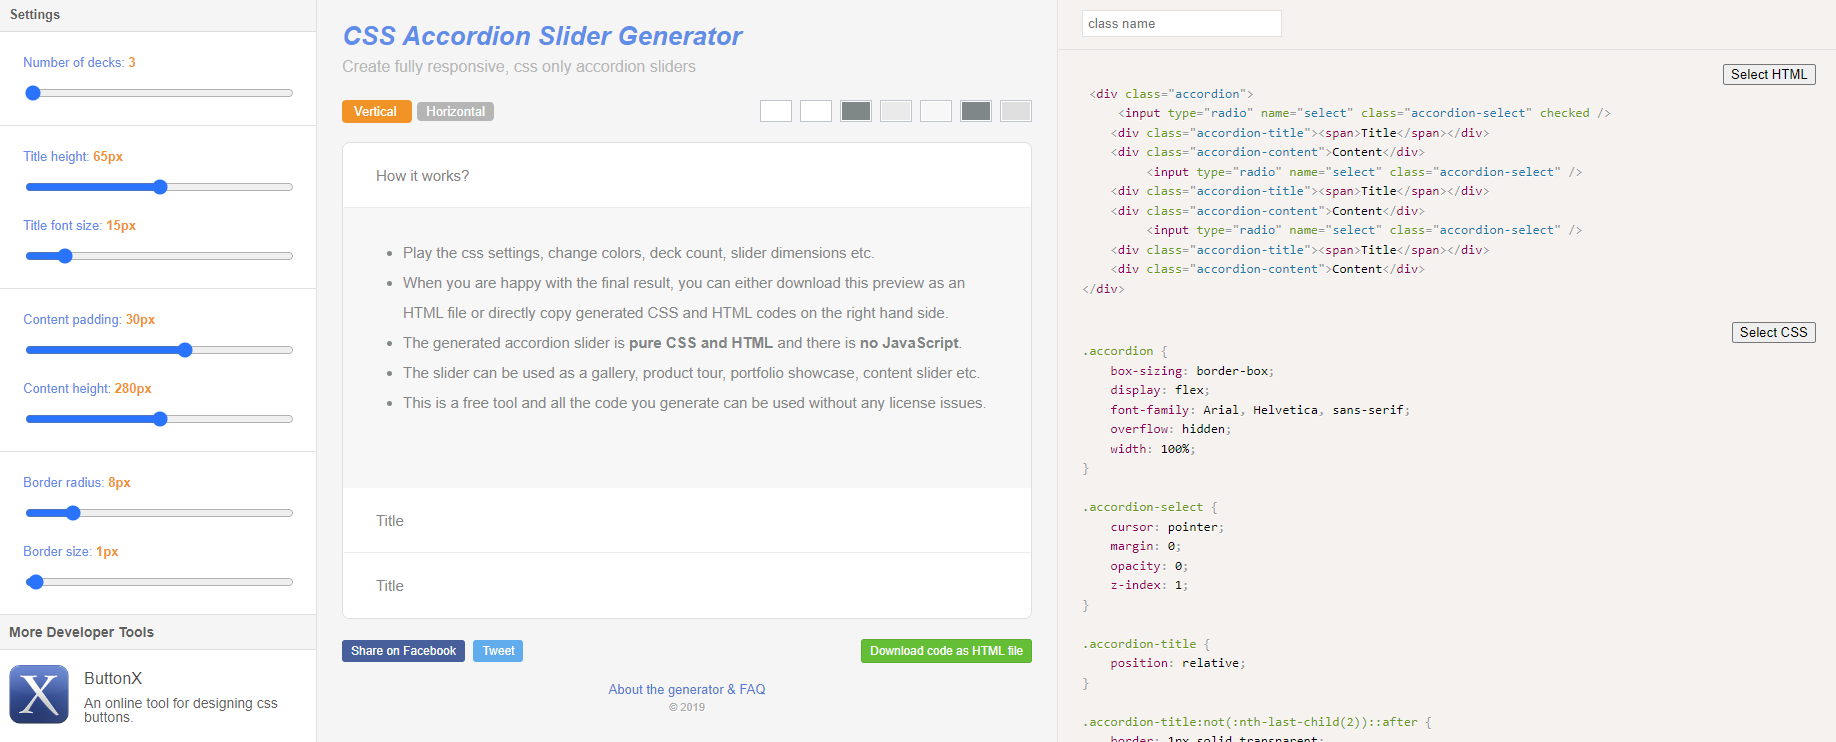 Settings
Number of decks: 3
Title height: 65px
Title font size: 15px
Content padding: 30px
Content height: 280px
Border radius: 8px
Border size: 1px
More Developer Tools
X
ButtonX
An online tool for designing css
buttons.
CSS Accordion Slider Generator
Create fully responsive, css only accordion sliders
Vertical Horizontal
How it works?
• Play the css settings, change colors, deck count, slider dimensions etc.
• When you are happy with the final result, you can either download this preview as an
HTML file or directly copy generated CSS and HTML codes on the right hand side.
• The generated accordion slider is pure CSS and HTML and there is no JavaScript.
• The slider can be used as a gallery, product tour, portfolio showcase, content slider etc.
• This is a free tool and all the code you generate can be used without any license issues.
Title
Title
Share on Facebook Tweet Download code as HTML file
About the generator & FAQ
© 2019
class name
Select HTML
<div class="accordion">
<input type="radio" name="select" class="accordion-select" checked />
<div class="accordion-title"><span>Title</span></div>
<div class="accordion-content">Content</div>
<input type="radio" name="select" class="accordion-select" />
<div class="accordion-title"><span>Title</span></div>
<div class="accordion-content">Content</div>
<input type="radio" name="select" class="accordion-select" />
<div class="accordion-title"><span>Title</span></div>
<div class="accordion-content">Content</div>
</div>
Select CSS
.accordion {
box-sizing: border-box;
display: flex;
font-family: Arial, Helvetica, sans-serif;
overflow: hidden;
width: 100%;
}
.accordion-select {
cursor: pointer;
margin: 0;
opacity: 0;
z-index: 1;
}
.accordion-title {
position: relative;
}
.accordion-title:not(:nth-last-child(2))::after {
border: 1px solid transparent;